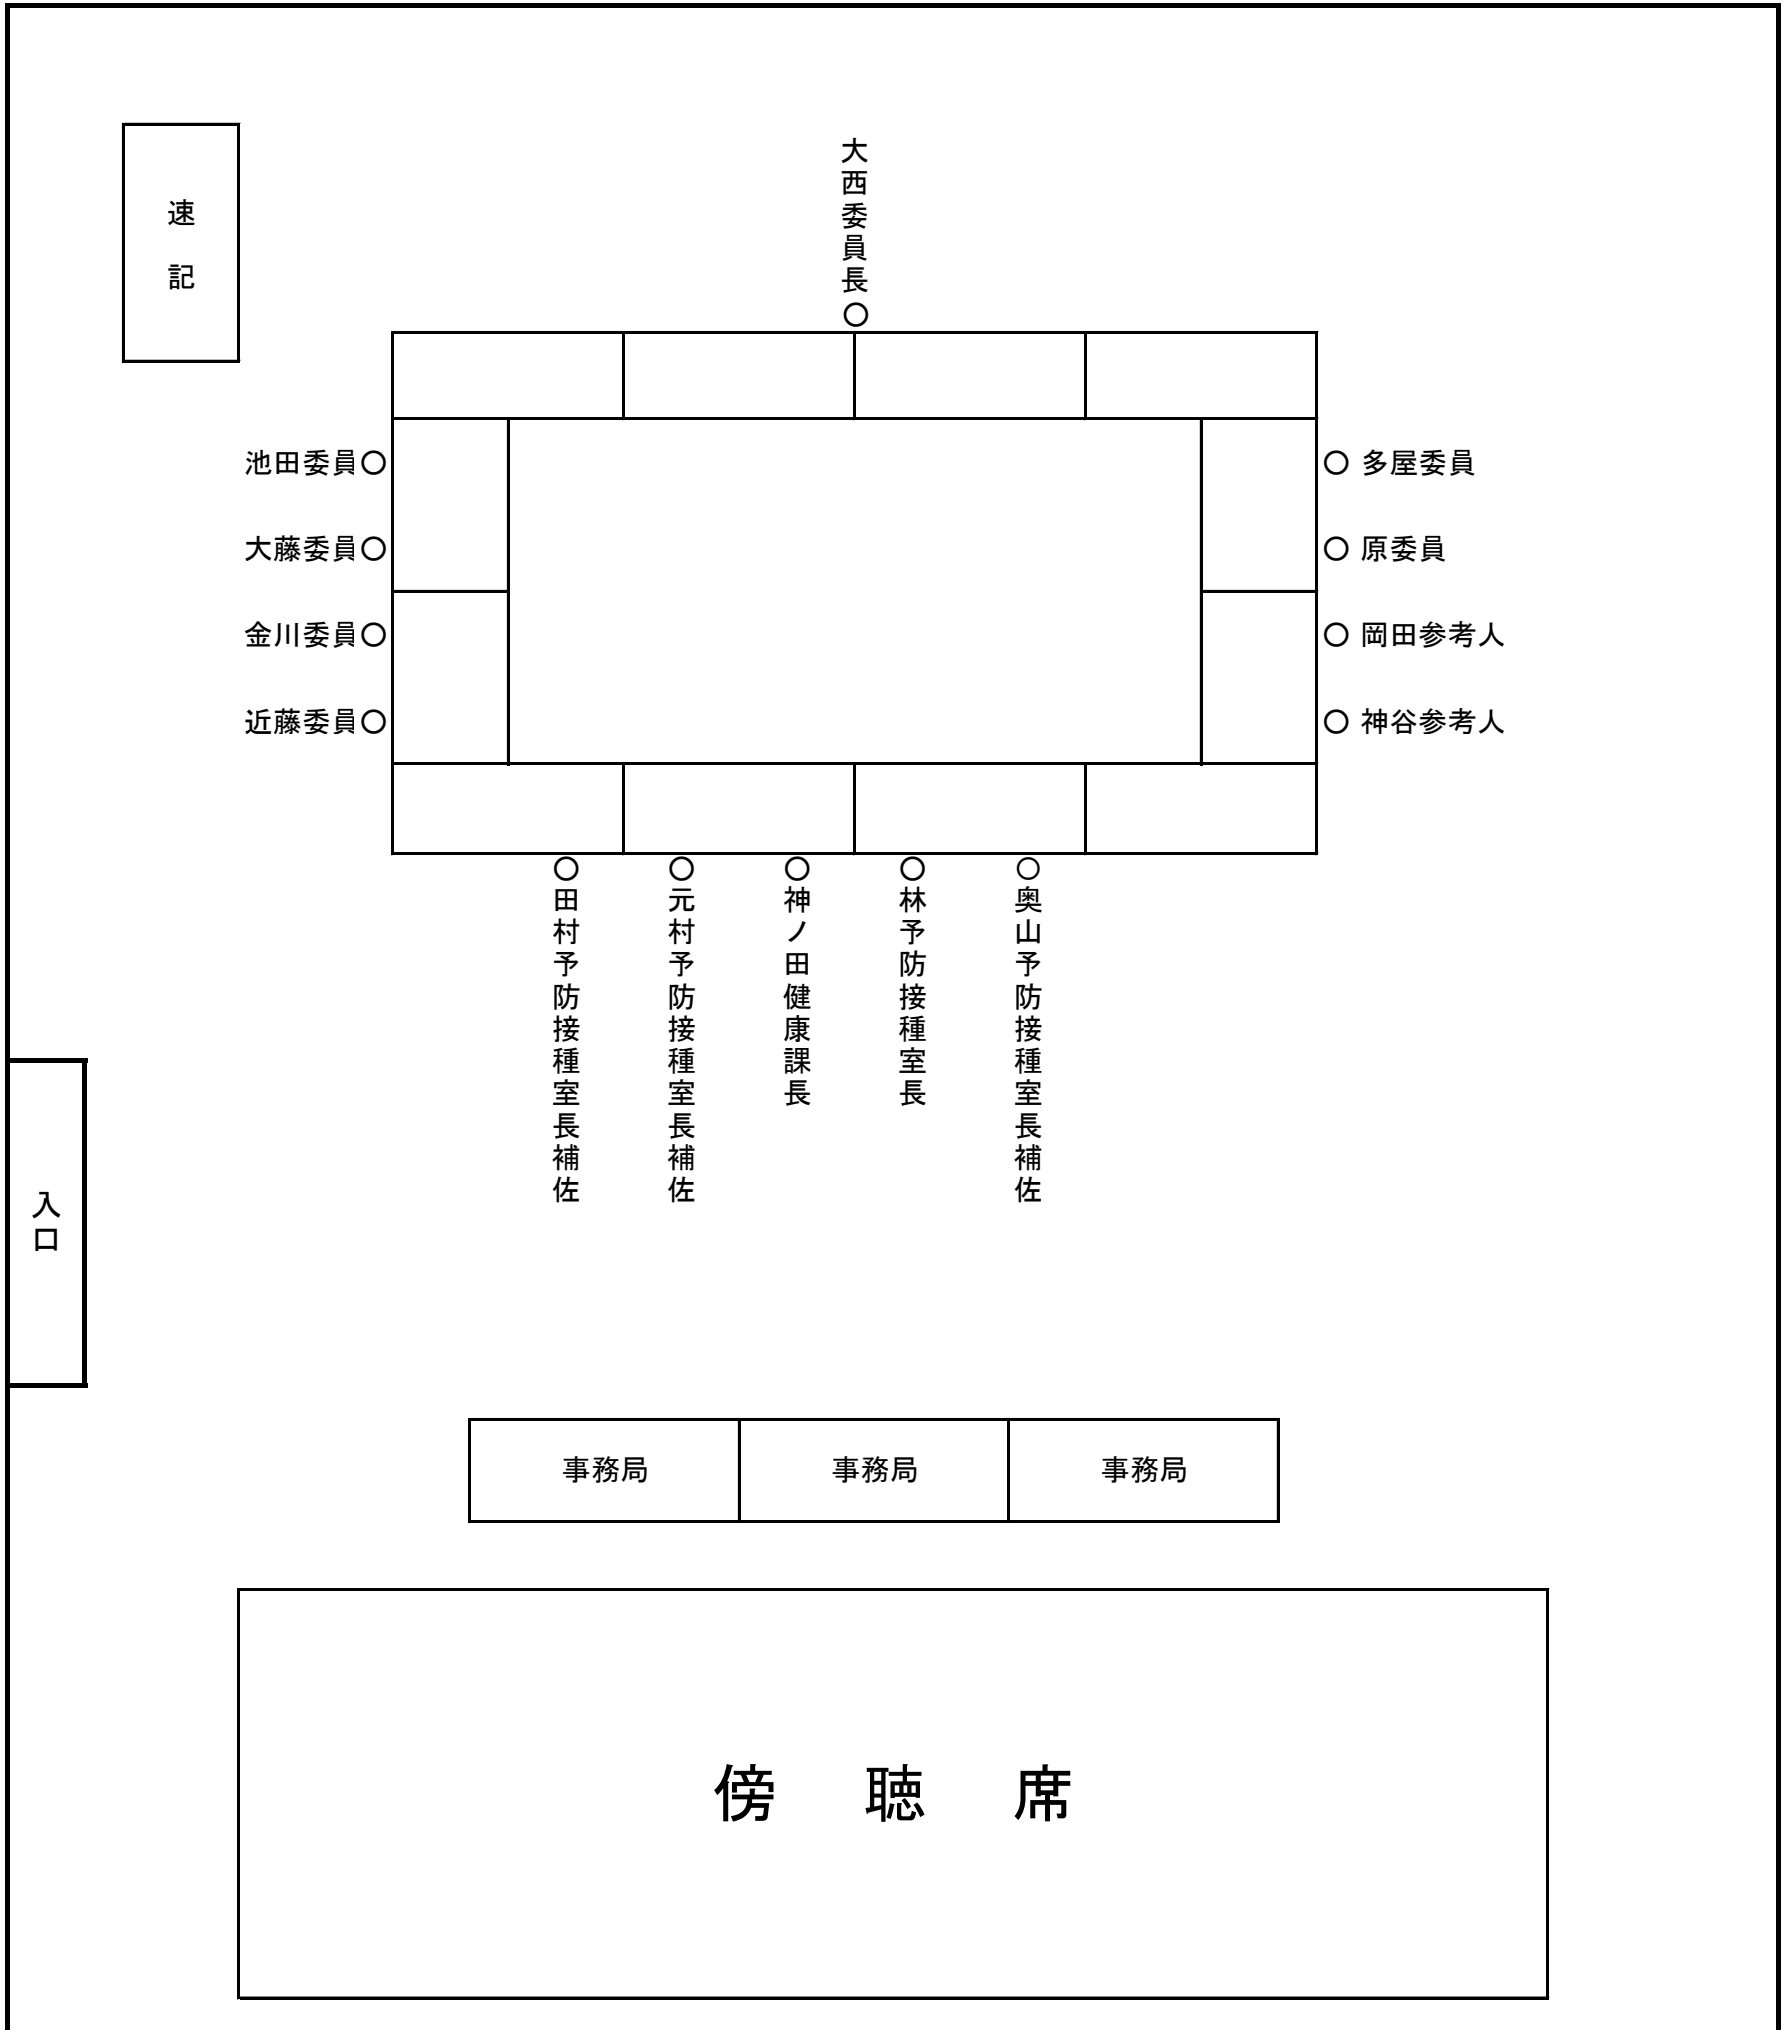 速記
大西委員長○
池田委員○
○ 多屋委員
大藤委員○
○ 原委員
金川委員○
○ 岡田参考人
近藤委員○
○ 神谷参考人
○田村予防接種室長補佐
○元村予防接種室長補佐
○神ノ田健康課長
○林予防接種室長
○奥山予防接種室長補佐
入口
事務局
事務局
事務局
傍聴席